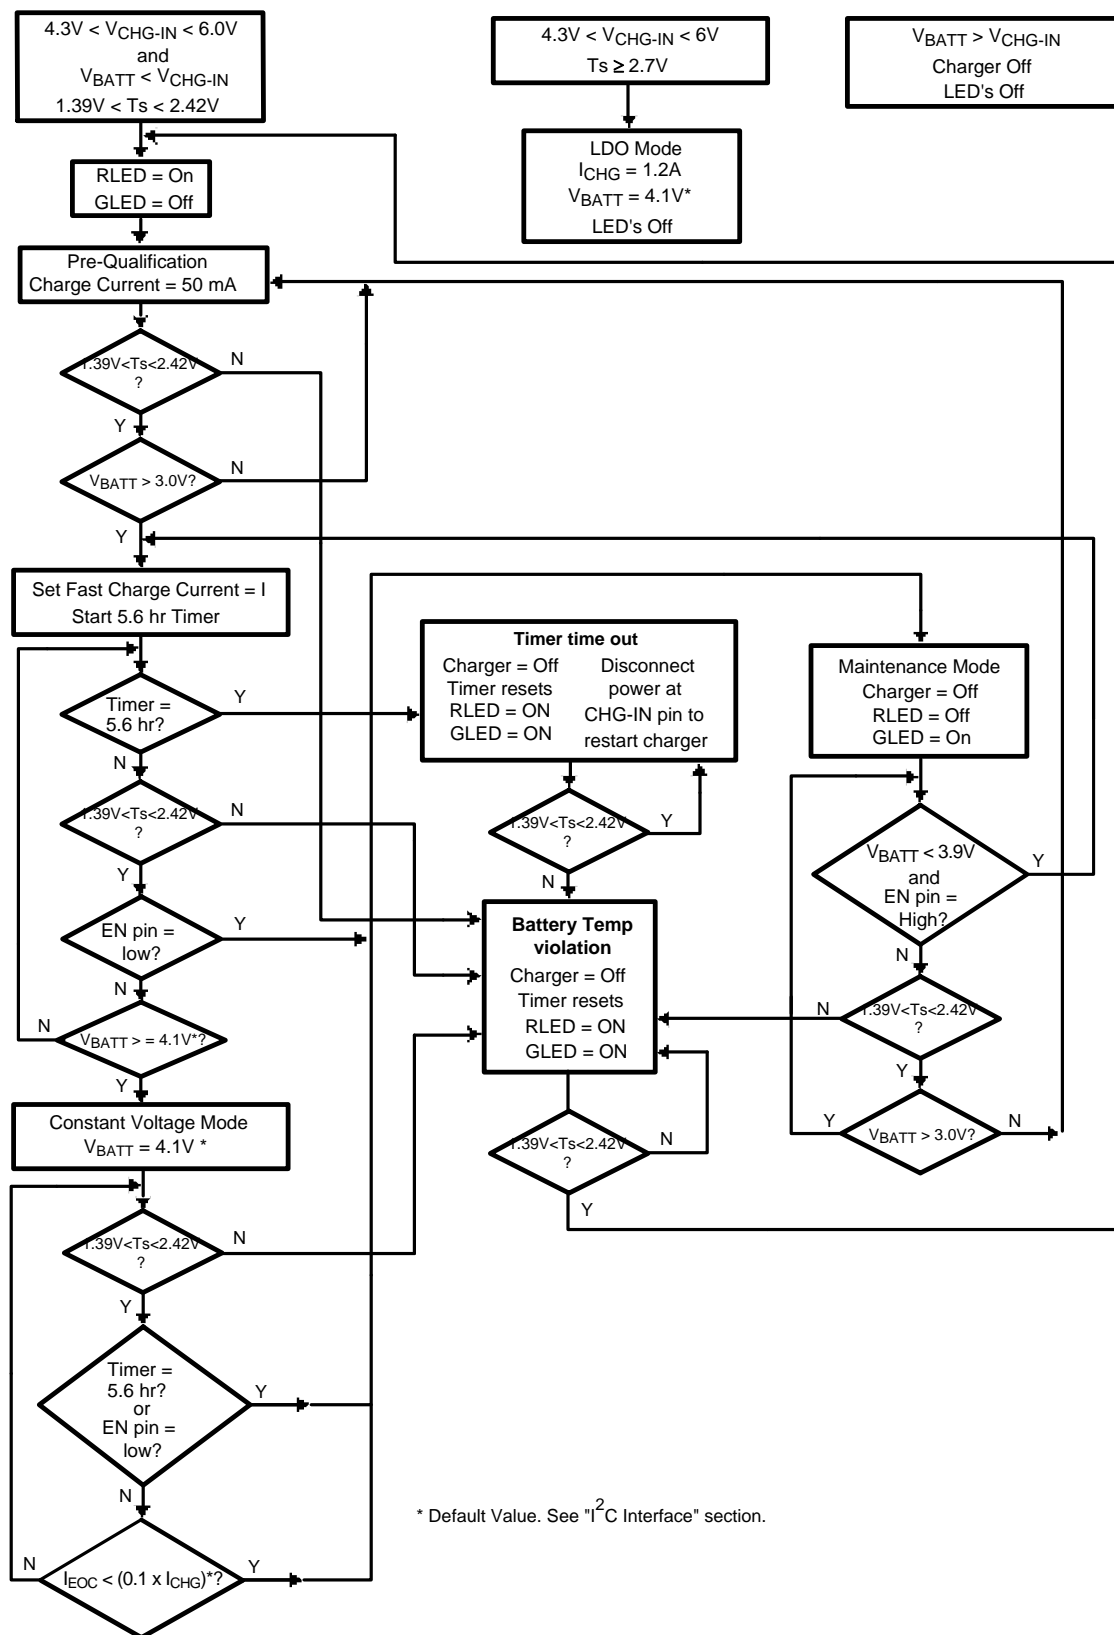 4.3V < VCHG-IN < 6.0V
and
VBATT < VCHG-IN
1.39V < Ts < 2.42V
4.3V < VCHG-IN < 6V
Ts ≥ 2.7V
VBATT > VCHG-IN
Charger Off
LED's Off
RLED = On
GLED = Off
LDO Mode
ICHG = 1.2A
VBATT = 4.1V*
LED's Off
Pre-Qualification
Charge Current = 50 mA
1.39V<Ts<2.42V
?
N
Y
VBATT > 3.0V?
N
Y
Set Fast Charge Current = I
Start 5.6 hr Timer
Timer =
5.6 hr?
Y
N
1.39V<Ts<2.42V
?
N
Y
EN pin =
low?
Y
N
VBATT > = 4.1V*?
N
Y
Constant Voltage Mode
VBATT = 4.1V *
1.39V<Ts<2.42V
?
N
Y
Timer =
5.6 hr?
or
EN pin =
low?
Y
N
IEOC < (0.1 x ICHG)*?
N
Y
Timer time out
Charger = Off
Timer resets
RLED = ON
GLED = ON
Disconnect
power at
CHG-IN pin to
restart charger
1.39V<Ts<2.42V
?
Y
N
Battery Temp
violation
Charger = Off
Timer resets
RLED = ON
GLED = ON
1.39V<Ts<2.42V
?
N
Y
Maintenance Mode
Charger = Off
RLED = Off
GLED = On
VBATT < 3.9V
and
EN pin =
High?
Y
N
1.39V<Ts<2.42V
?
N
Y
VBATT > 3.0V?
Y
N
* Default Value. See "I2C Interface" section.